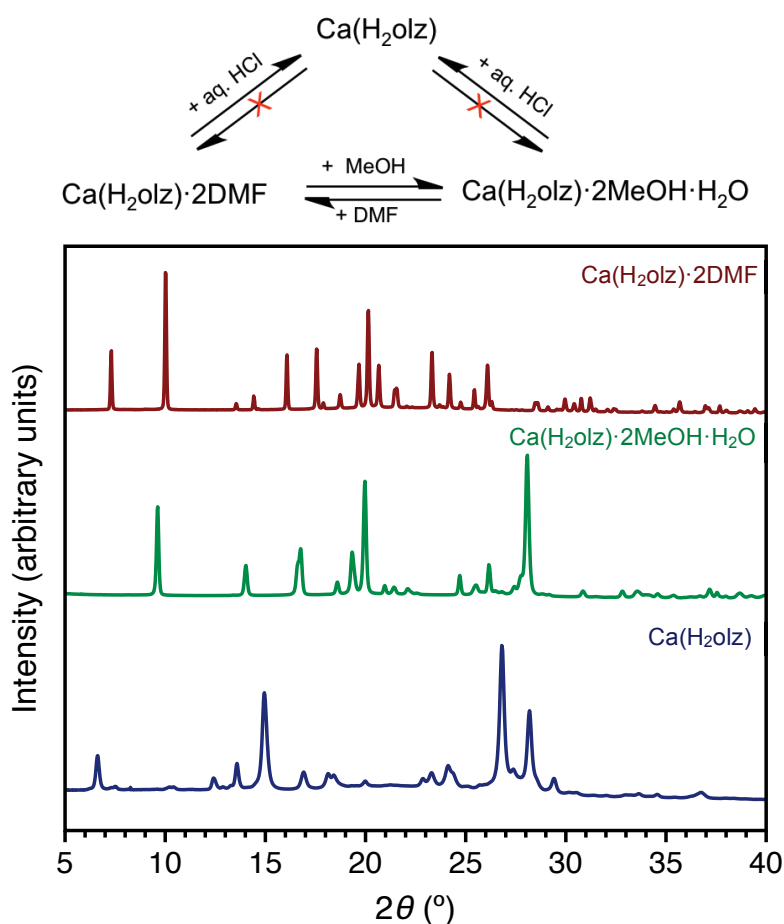 Ca(H₂olz)
+ aq. HCl
+ aq. HCl
Ca(H₂olz)·2DMF
+ MeOH
+ DMF
Ca(H₂olz)·2MeOH·H₂O
Ca(H₂olz)·2DMF
Ca(H₂olz)·2MeOH·H₂O
Ca(H₂olz)
Intensity (arbitrary units)
5 10 15 20 25 30 35 40
2θ (º)